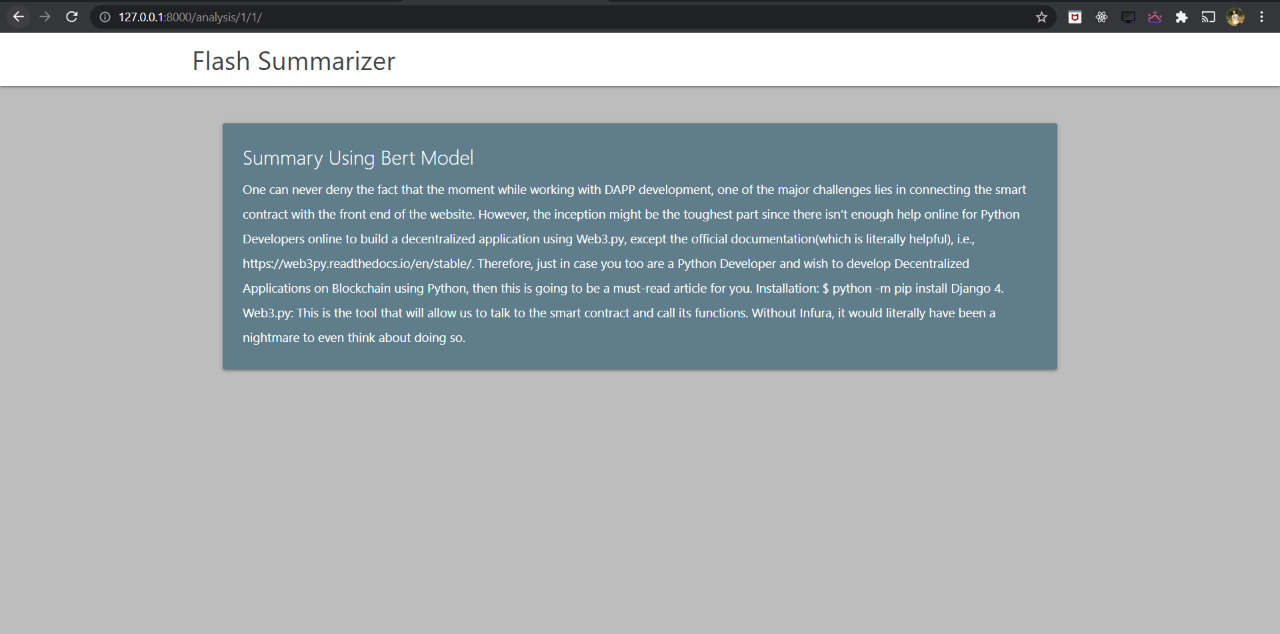 127.0.0.1:8000/analysis/1/1/
Flash Summarizer
Summary Using Bert Model
One can never deny the fact that the moment while working with DAPP development, one of the major challenges lies in connecting the smart
contract with the front end of the website. However, the inception might be the toughest part since there isn't enough help online for Python
Developers online to build a decentralized application using Web3.py, except the official documentation(which is literally helpful), i.e.,
https://web3py.readthedocs.io/en/stable/. Therefore, just in case you too are a Python Developer and wish to develop Decentralized
Applications on Blockchain using Python, then this is going to be a must-read article for you. Installation: $ python -m pip install Django 4.
Web3.py: This is the tool that will allow us to talk to the smart contract and call its functions. Without Infura, it would literally have been a
nightmare to even think about doing so.